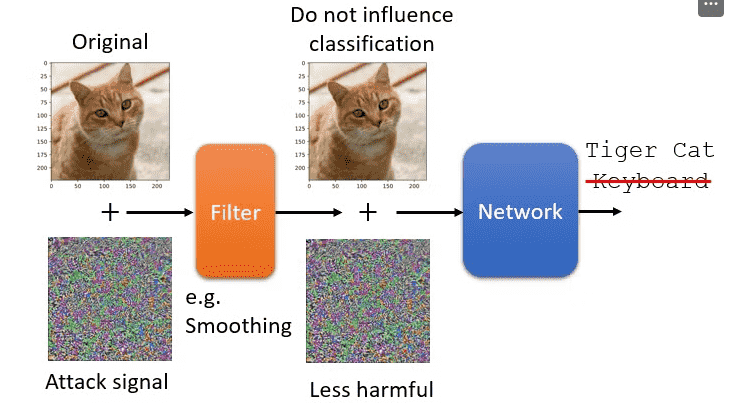 Original
Do not influence
classification
0
25
50
75
100
125
150
175
200
0 50 100 150 200
0
25
50
75
100
125
150
175
200
0 50 100 150 200
Tiger Cat
Keyboard
+
Filter
+
Network
e.g.
Smoothing
Attack signal
Less harmful